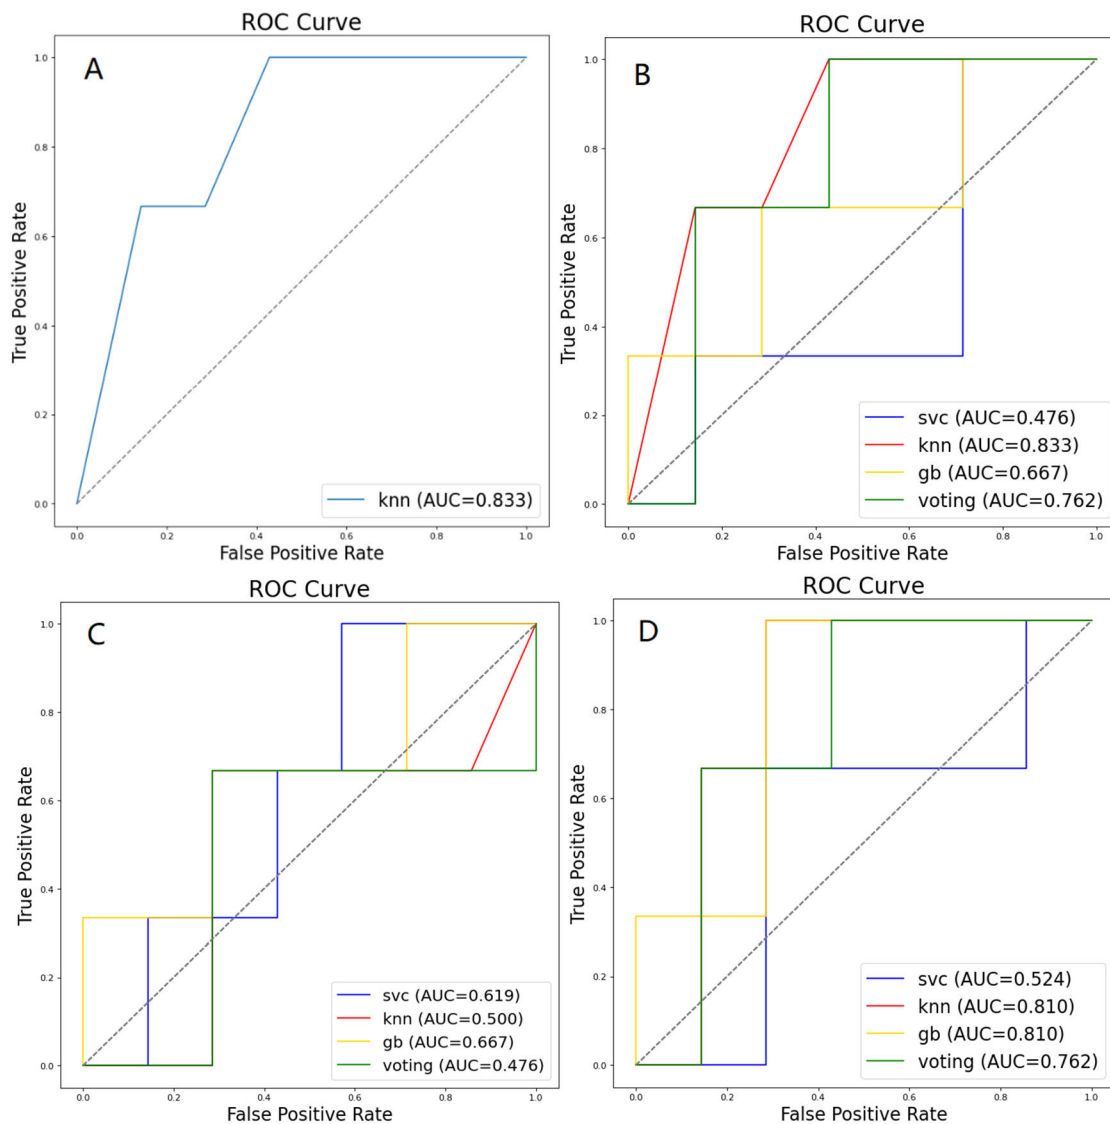 ROC Curve
A
1.0
0.8
0.6
0.4
0.2
0.0
True Positive Rate
0.0 0.2 0.4 0.6 0.8 1.0
False Positive Rate
knn (AUC=0.833)
ROC Curve
B
1.0
0.8
0.6
0.4
0.2
0.0
True Positive Rate
0.0 0.2 0.4 0.6 0.8 1.0
False Positive Rate
svc (AUC=0.476)
knn (AUC=0.833)
gb (AUC=0.667)
voting (AUC=0.762)
ROC Curve
C
1.0
0.8
0.6
0.4
0.2
0.0
True Positive Rate
0.0 0.2 0.4 0.6 0.8 1.0
False Positive Rate
svc (AUC=0.619)
knn (AUC=0.500)
gb (AUC=0.667)
voting (AUC=0.476)
ROC Curve
D
1.0
0.8
0.6
0.4
0.2
0.0
True Positive Rate
0.0 0.2 0.4 0.6 0.8 1.0
False Positive Rate
svc (AUC=0.524)
knn (AUC=0.810)
gb (AUC=0.810)
voting (AUC=0.762)